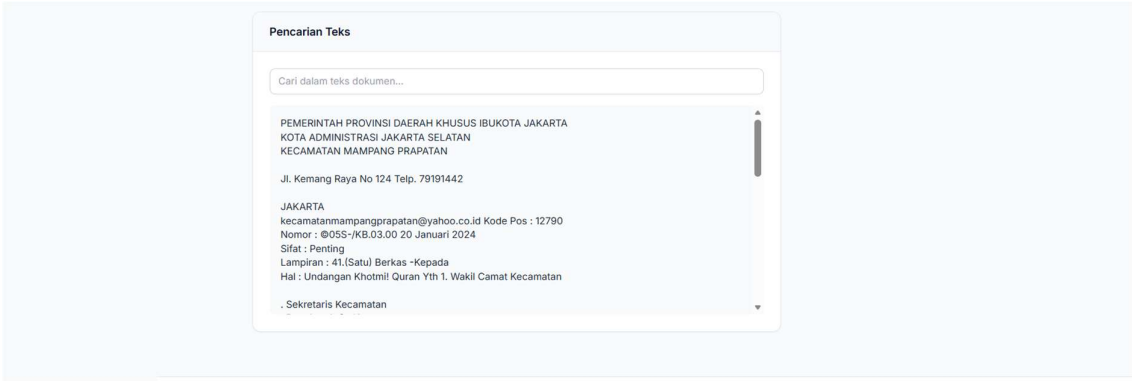 Pencarian Teks
Cari dalam teks dokumen...
PEMERINTAH PROVINSI DAERAH KHUSUS IBUKOTA JAKARTA
KOTA ADMINISTRASI JAKARTA SELATAN
KECAMATAN MAMPANG PRAPATAN
Jl. Kemang Raya No 124 Telp. 79191442
JAKARTA
kecamatanmampangprapatan@yahoo.co.id Kode Pos : 12790
Nomor : ©05S-/KB.03.00 20 Januari 2024
Sifat : Penting
Lampiran : 41.(Satu) Berkas -Kepada
Hal : Undangan Khotmi! Quran Yth 1. Wakil Camat Kecamatan
. Sekretaris Kecamatan